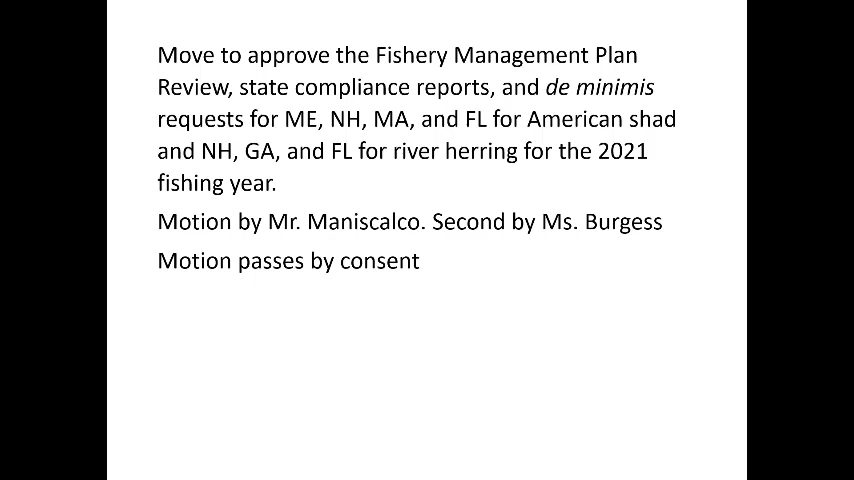 Move to approve the Fishery Management Plan
Review, state compliance reports, and de minimis
requests for ME, NH, MA, and FL for American shad
and NH, GA, and FL for river herring for the 2021
fishing year.
Motion by Mr. Maniscalco. Second by Ms. Burgess
Motion passes by consent